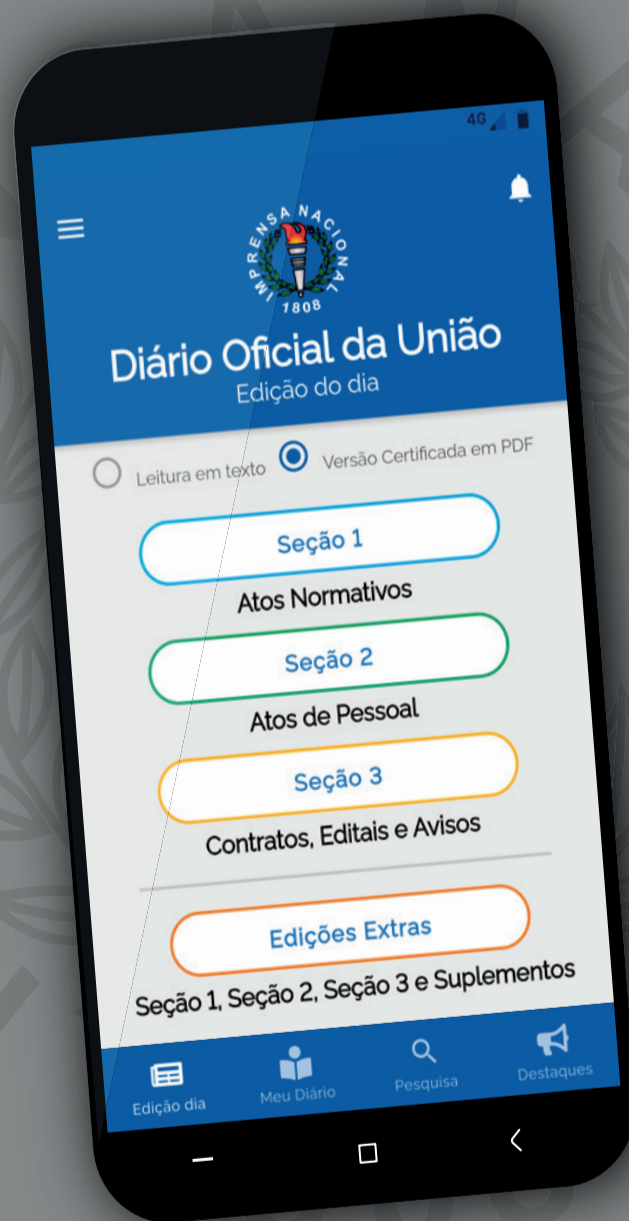 4G
IMPRENSA NACIONAL
1808
Diário Oficial da União
Edição do dia
Leitura em texto Versão Certificada em PDF
Seção 1
Atos Normativos
Seção 2
Atos de Pessoal
Seção 3
Contratos, Editais e Avisos
Edições Extras
Seção 1, Seção 2, Seção 3 e Suplementos
Edição dia Meu Diário Pesquisa Destaques